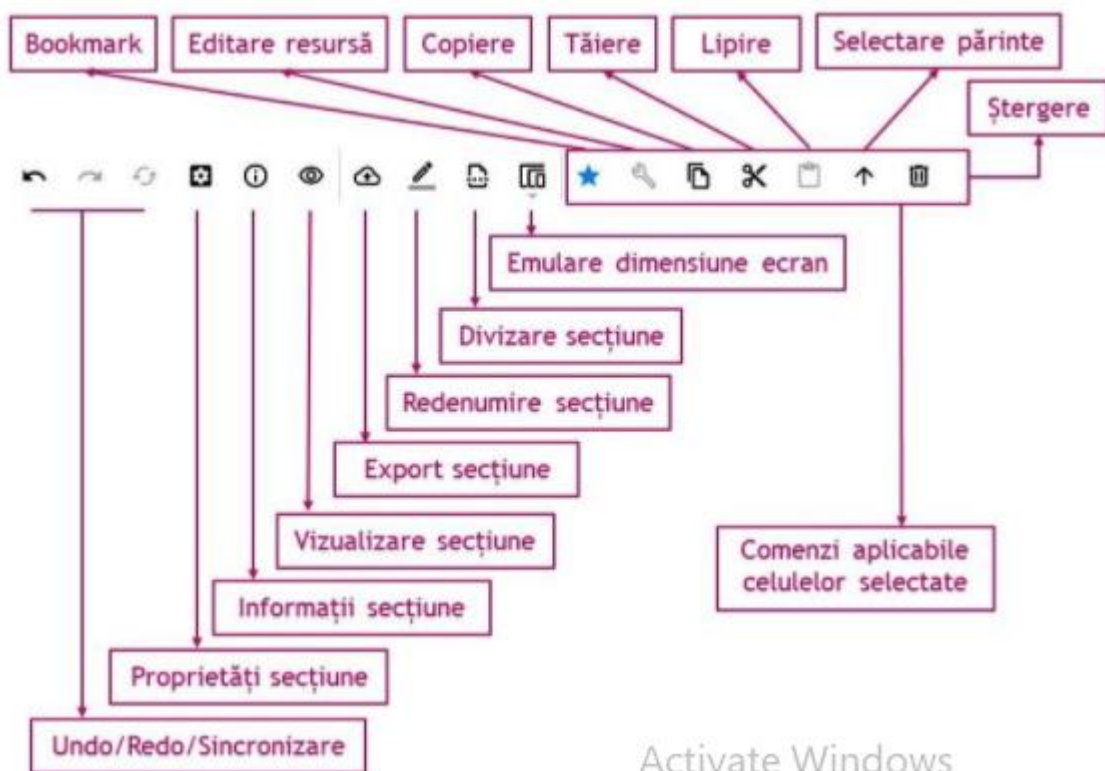 Bookmark
Editare resursă
Copiere
Tăiere
Lipire
Selectare părinte
Ștergere
Emulare dimensiune ecran
Divizare secțiune
Redenumire secțiune
Export secțiune
Vizualizare secțiune
Comenzi aplicabile
celulelor selectate
Informații secțiune
Proprietăți secțiune
Undo/Redo/Sincronizare
Activate Windows